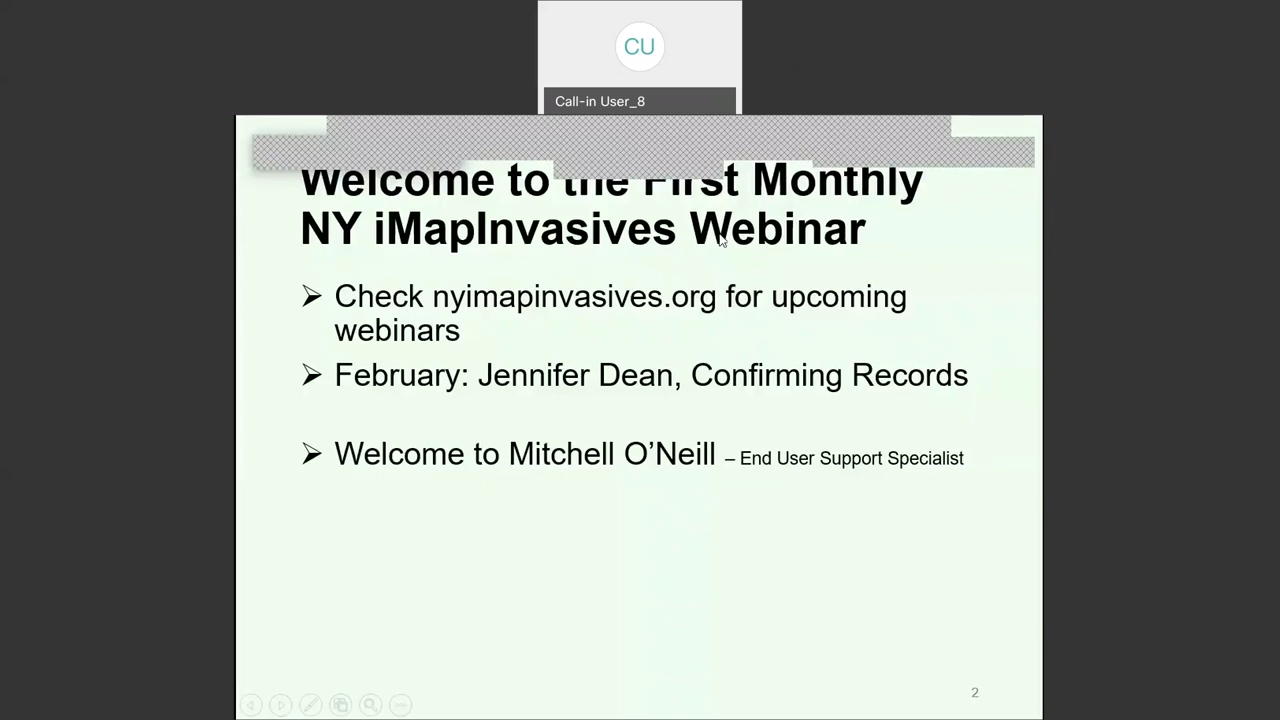 CU
Call-in User_8
Welcome to the First Monthly
NY iMapInvasives Webinar
➢ Check nyimapinvasives.org for upcoming
webinars
➢ February: Jennifer Dean, Confirming Records
➢ Welcome to Mitchell O’Neill – End User Support Specialist
2